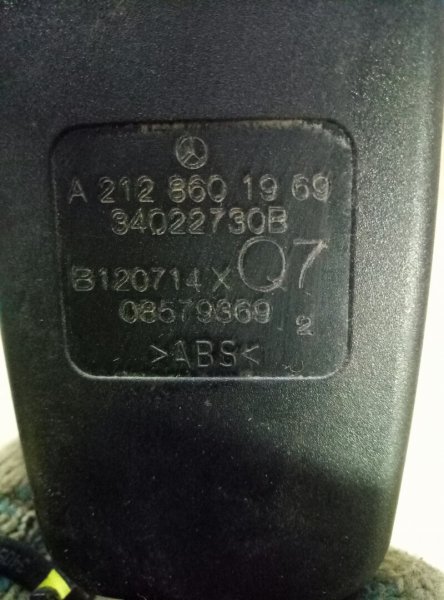 A 212 860 19 69
34022730B
B120714 X Q7
08579369 2
>ABS<